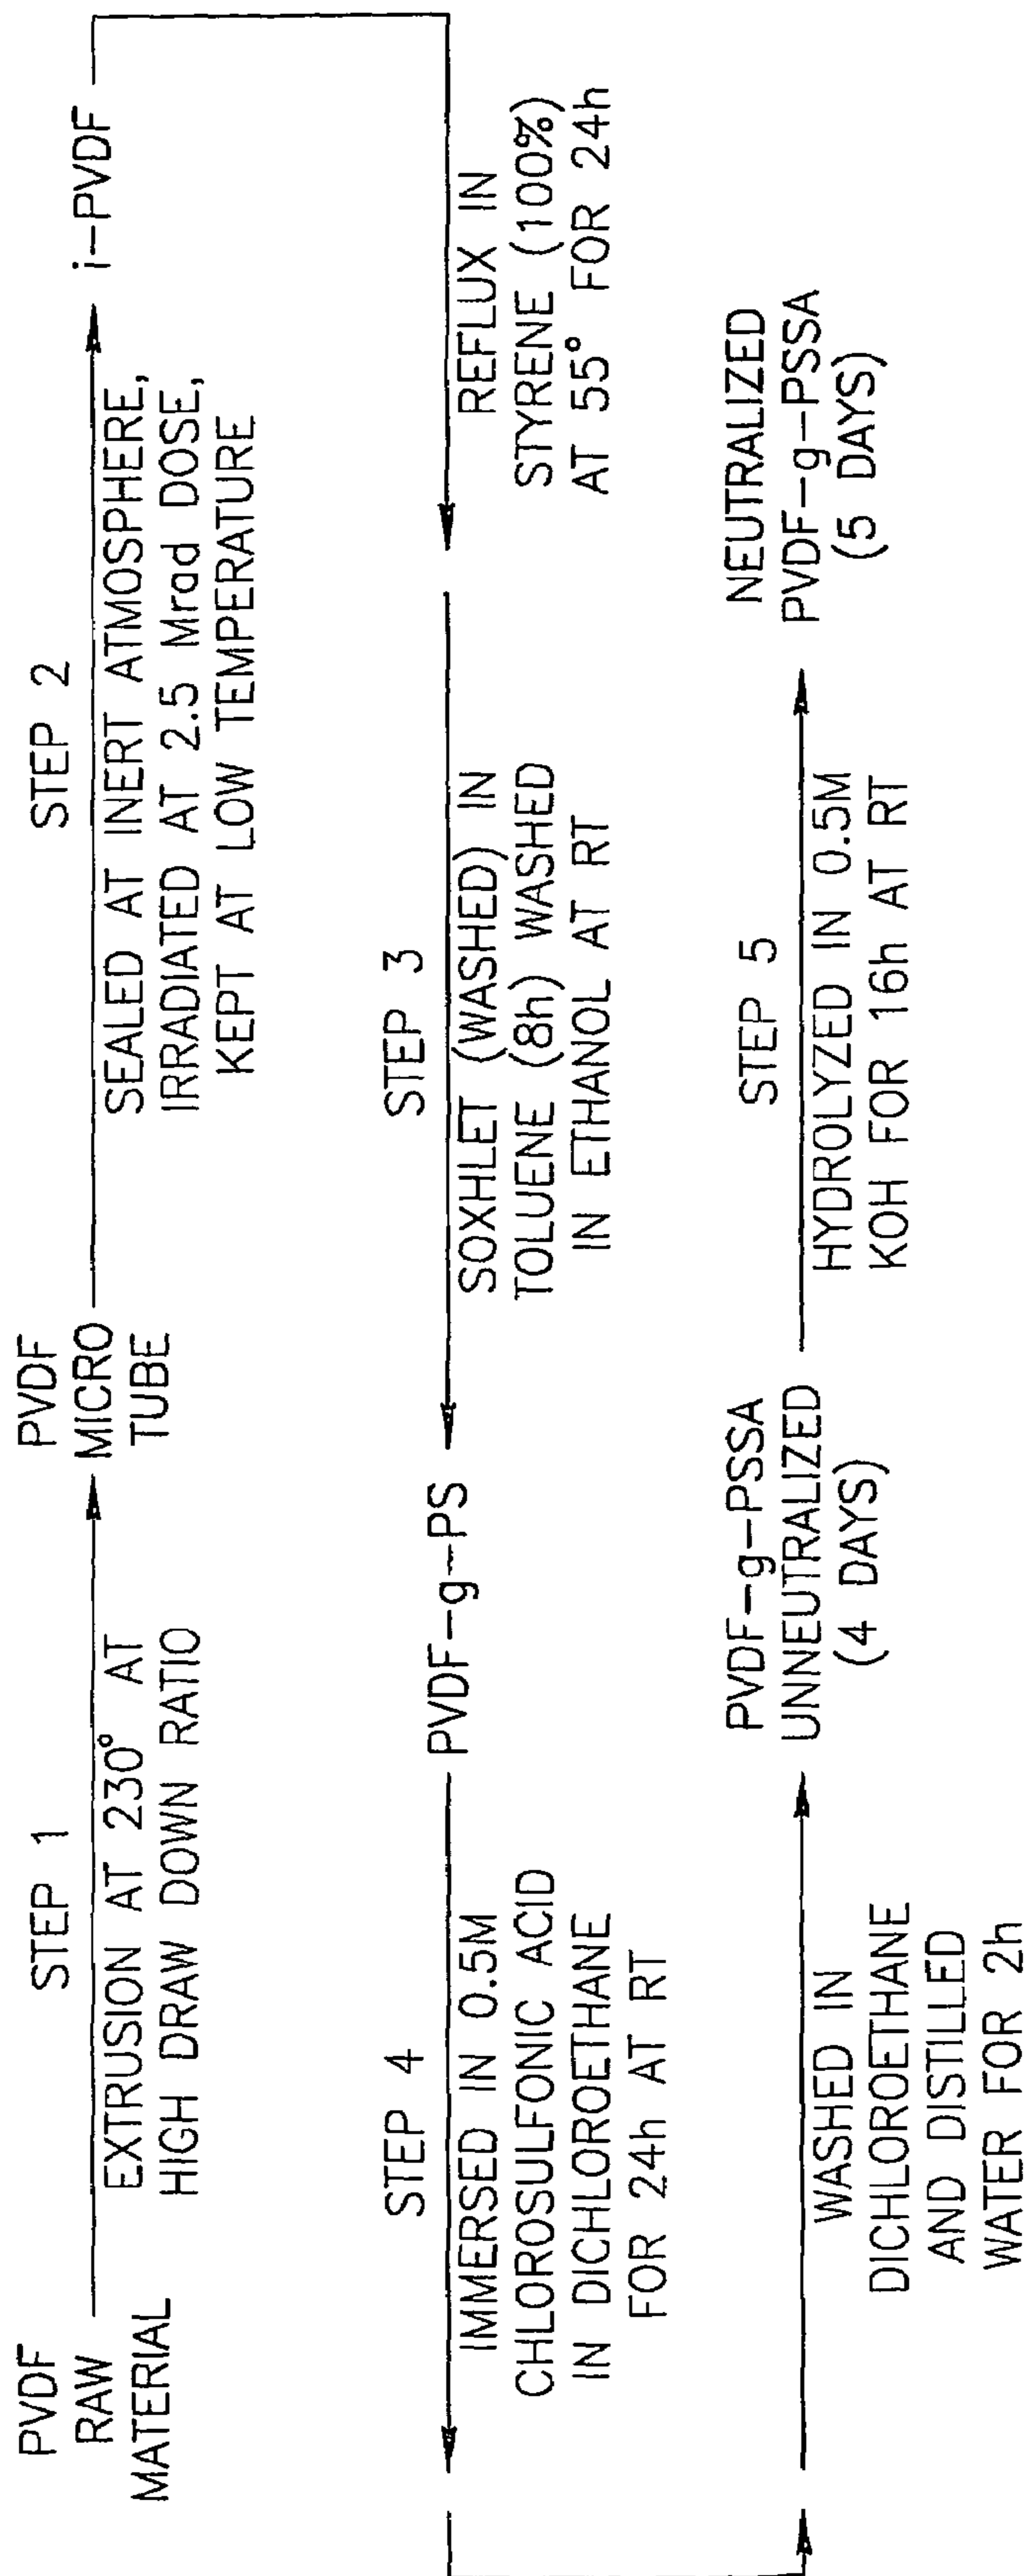 PVDF
RAW
MATERIAL
STEP 1
EXTRUSION AT 230° AT
HIGH DRAW DOWN RATIO
PVDF
MICRO
TUBE
STEP 2
SEALED AT INERT ATMOSPHERE,
IRRADIATED AT 2.5 Mrad DOSE,
KEPT AT LOW TEMPERATURE
i-PVDF
REFLUX IN
STYRENE (100%)
AT 55° FOR 24h
STEP 3
SOXHLET (WASHED) IN
TOLUENE (8h) WASHED
IN ETHANOL AT RT
PVDF-g-PS
STEP 4
IMMERSED IN 0.5M
CHLOROSULFONIC ACID
IN DICHLOROETHANE
FOR 24h AT RT
WASHED IN
DICHLOROETHANE
AND DISTILLED
WATER FOR 2h
PVDF-g-PSSA
UNNEUTRALIZED
(4 DAYS)
STEP 5
HYDROLYZED IN 0.5M
KOH FOR 16h AT RT
NEUTRALIZED
PVDF-g-PSSA
(5 DAYS)